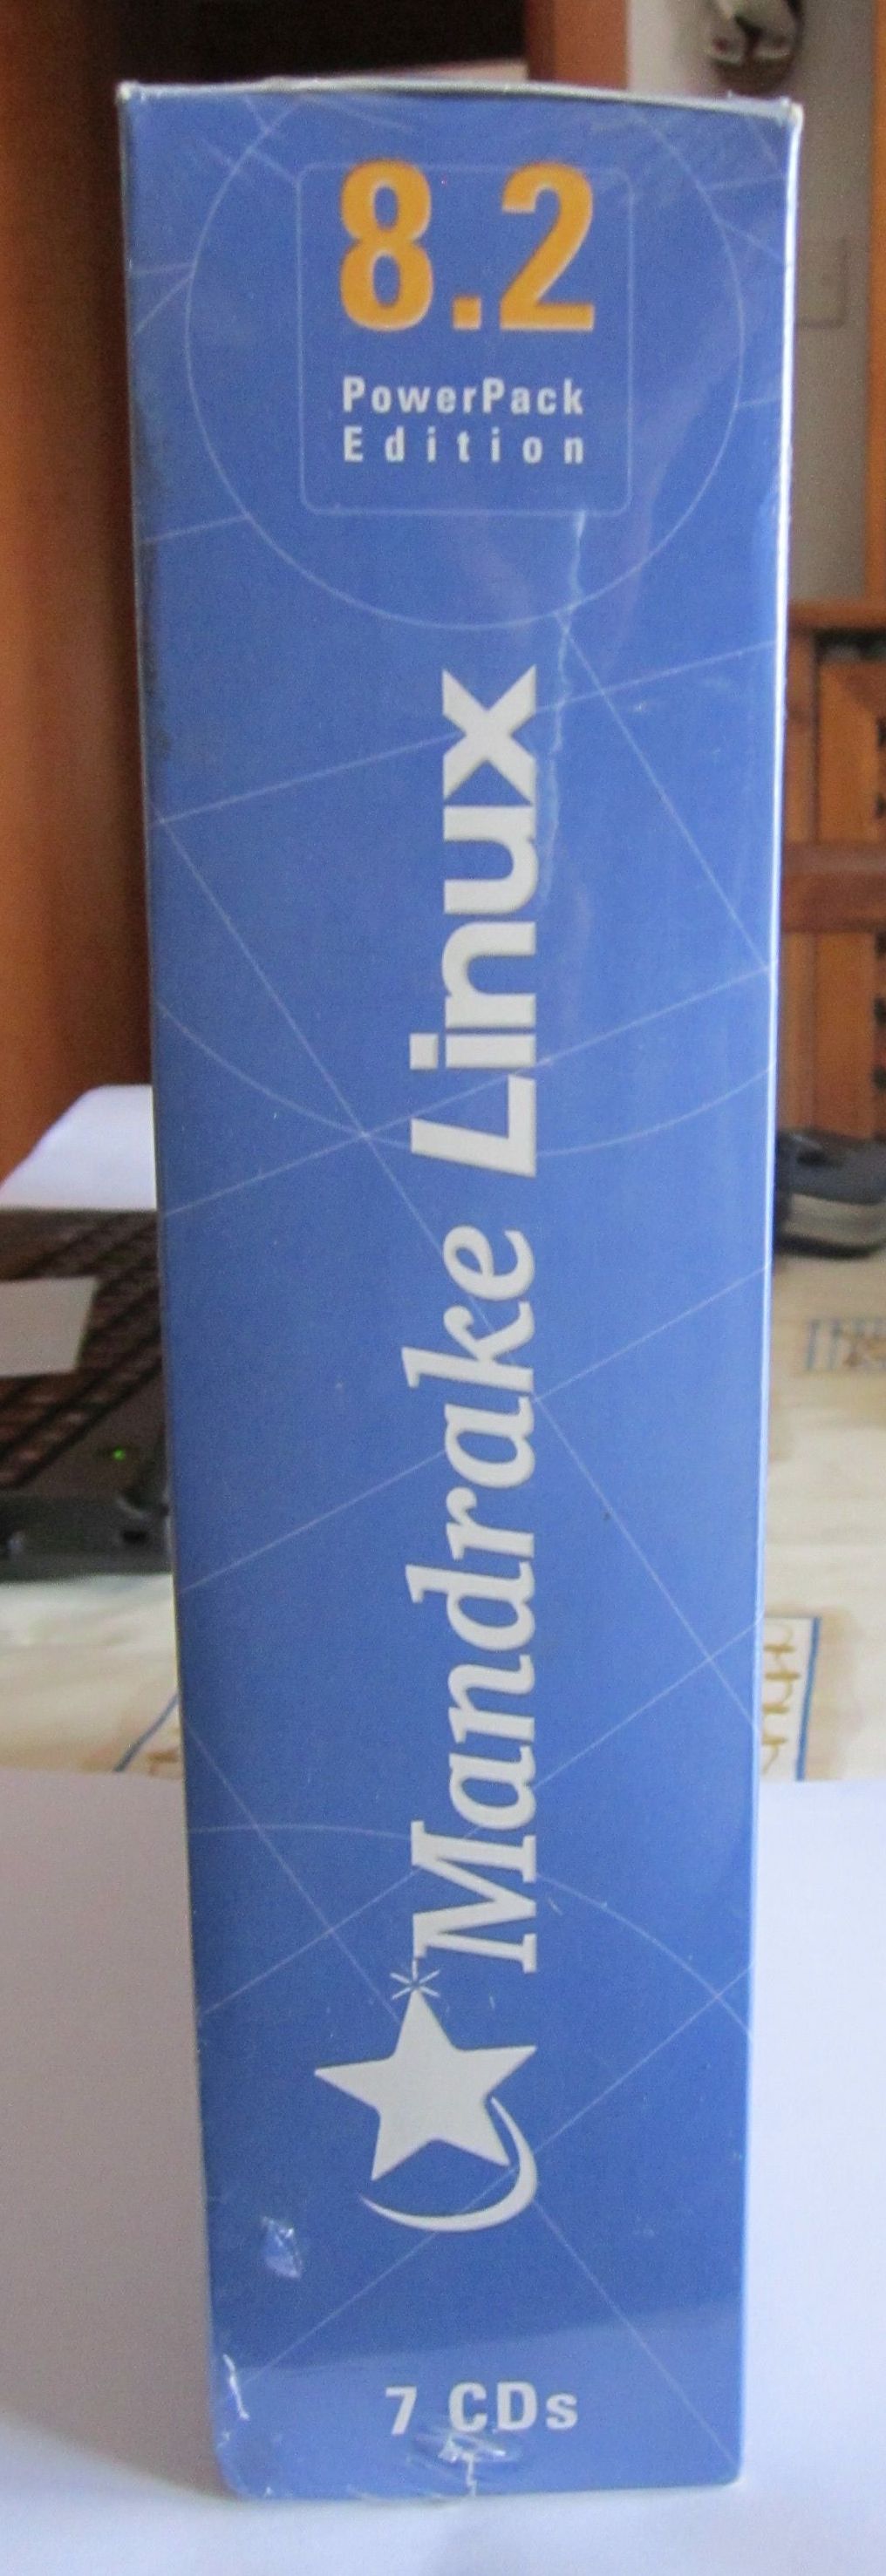 8.2
PowerPack
Edition
Mandrake Linux
7 CDs